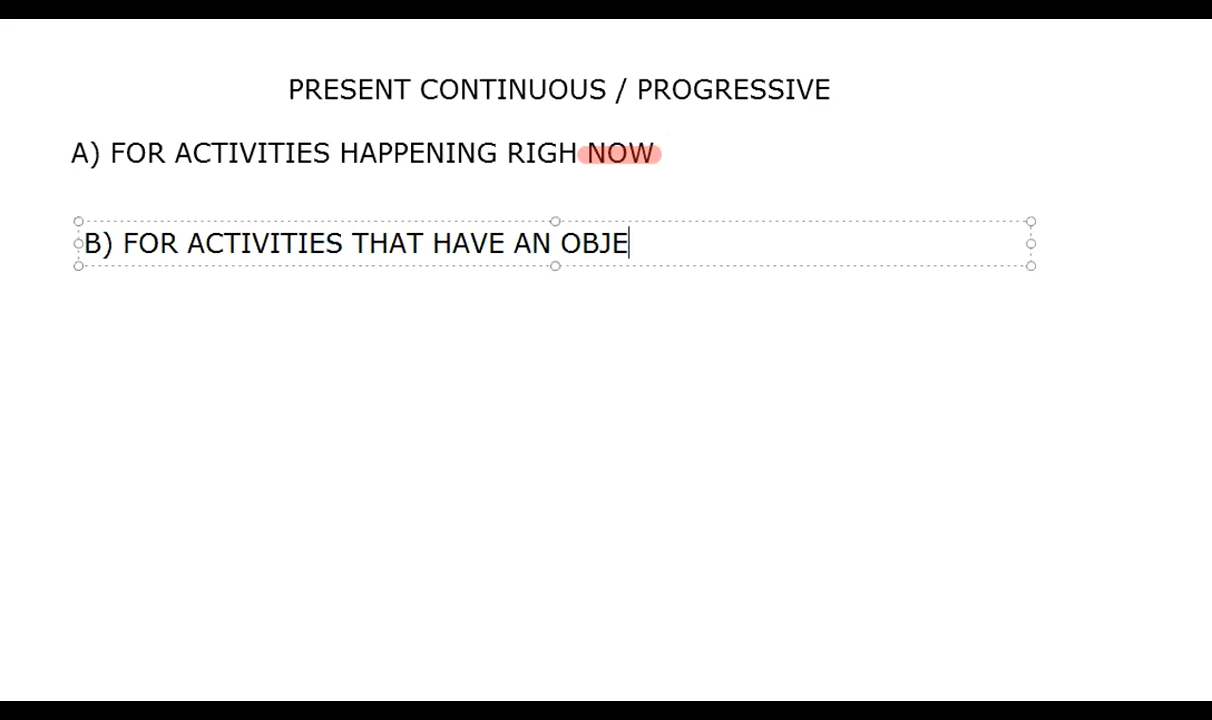 PRESENT CONTINUOUS / PROGRESSIVE
A) FOR ACTIVITIES HAPPENING RIGH NOW
B) FOR ACTIVITIES THAT HAVE AN OBJE